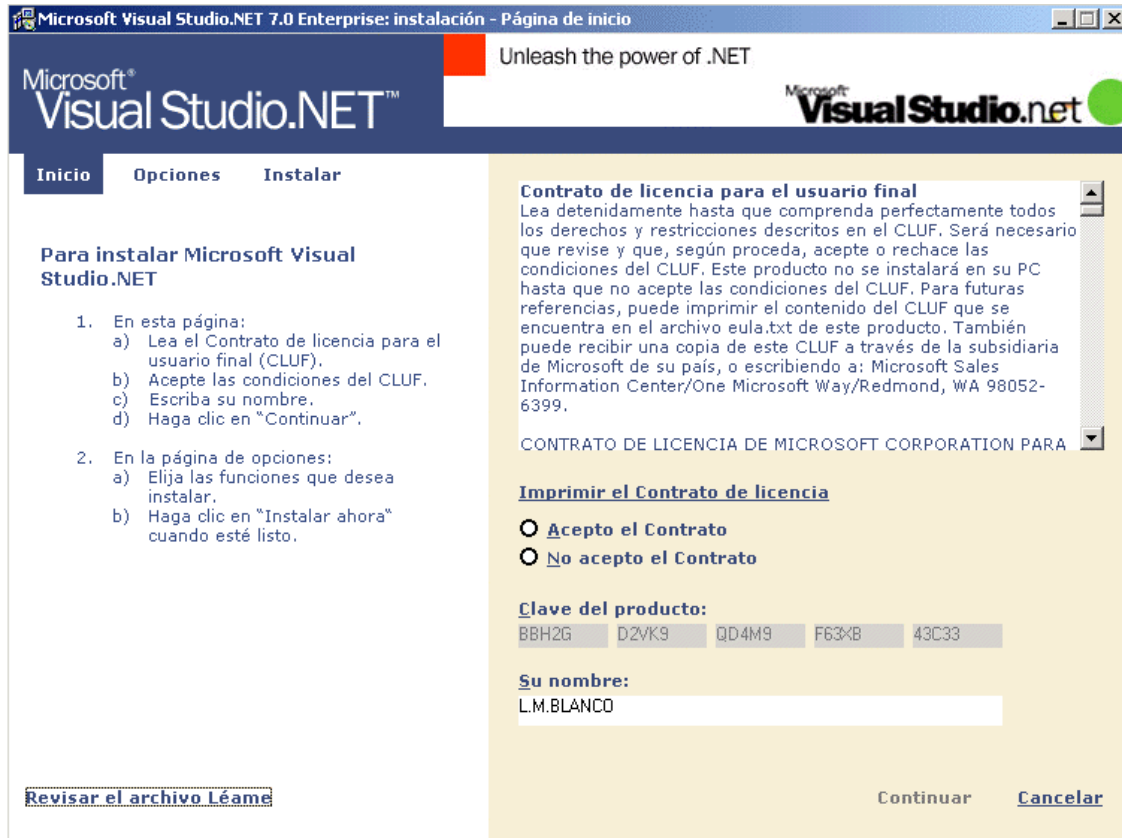 Microsoft Visual Studio.NET 7.0 Enterprise: instalación - Página de inicio
Microsoft®
Visual Studio.NET™
Unleash the power of .NET
Microsoft
Visual Studio.net
Inicio Opciones Instalar
Para instalar Microsoft Visual
Studio.NET
1. En esta página:
a) Lea el Contrato de licencia para el
usuario final (CLUF).
b) Acepte las condiciones del CLUF.
c) Escriba su nombre.
d) Haga clic en "Continuar".
2. En la página de opciones:
a) Elija las funciones que desea
instalar.
b) Haga clic en "Instalar ahora"
cuando esté listo.
Revisar el archivo Léame
Contrato de licencia para el usuario final
Lea detenidamente hasta que comprenda perfectamente todos
los derechos y restricciones descritos en el CLUF. Será necesario
que revise y que, según proceda, acepte o rechace las
condiciones del CLUF. Este producto no se instalará en su PC
hasta que no acepte las condiciones del CLUF. Para futuras
referencias, puede imprimir el contenido del CLUF que se
encuentra en el archivo eula.txt de este producto. También
puede recibir una copia de este CLUF a través de la subsidiaria
de Microsoft de su país, o escribiendo a: Microsoft Sales
Information Center/One Microsoft Way/Redmond, WA 98052-
6399.
CONTRATO DE LICENCIA DE MICROSOFT CORPORATION PARA
Imprimir el Contrato de licencia
Acepto el Contrato
No acepto el Contrato
Clave del producto:
BBH2G D2VK9 QD4M9 F63XB 43C33
Su nombre:
L.M.BLANCO
Continuar Cancelar